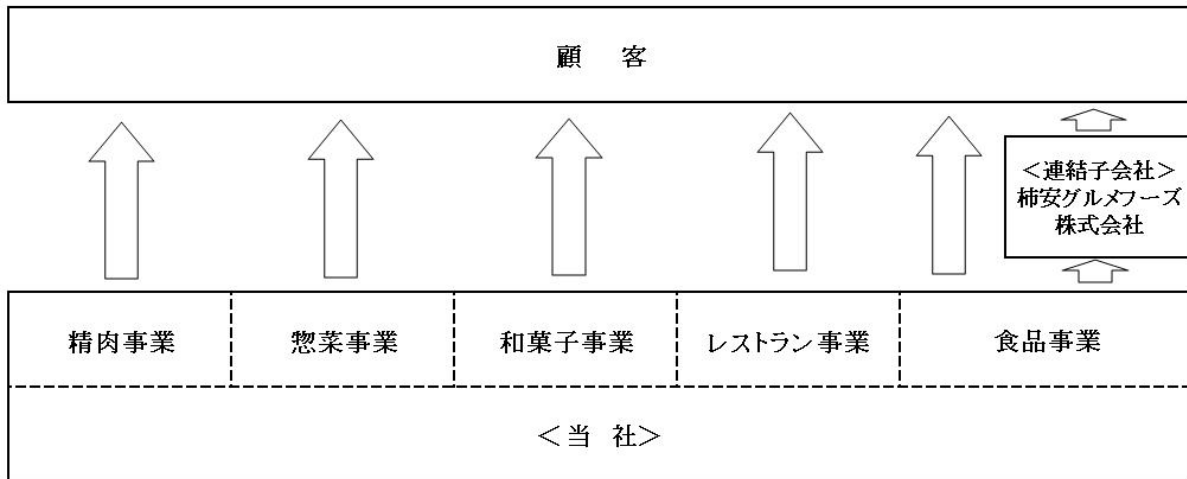 顧 客
＜連結子会社＞
柿安グルメフーズ
株式会社
精肉事業
惣菜事業
和菓子事業
レストラン事業
食品事業
＜当 社＞